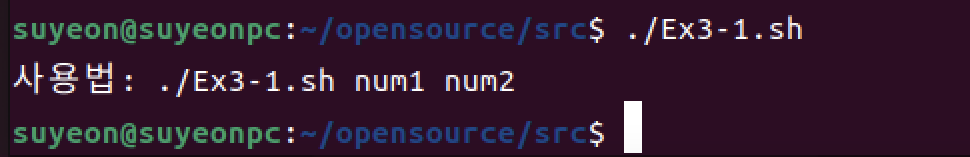 suyeon@suyeonpc:~/opensource/src$ ./Ex3-1.sh
사용법: ./Ex3-1.sh num1 num2
suyeon@suyeonpc:~/opensource/src$